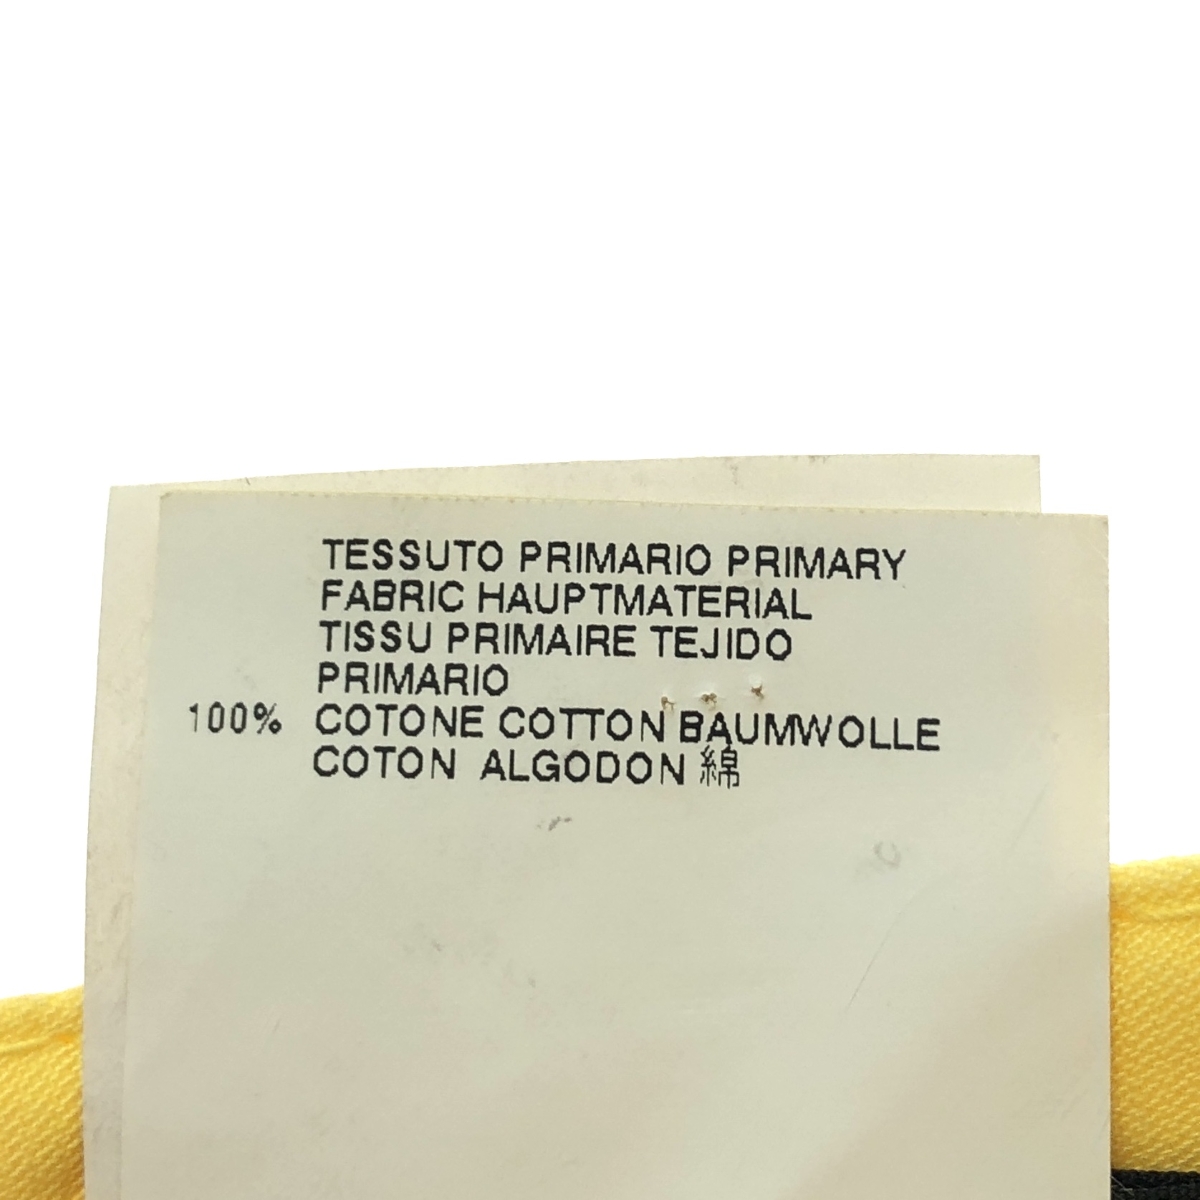 TESSUTO PRIMARIO PRIMARY
FABRIC HAUPTMATERIAL
TISSU PRIMAIRE TEJIDO
PRIMARIO
100% COTONE COTTON BAUMWOLLE
COTON ALGODON 綿